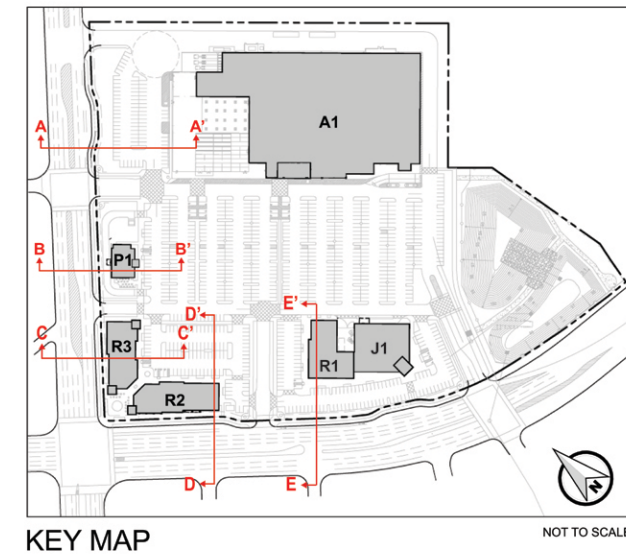 A1
A A'
P1
B B'
D' E'
C C'
R3 R1 J1
R2
D E
N
KEY MAP
NOT TO SCALE